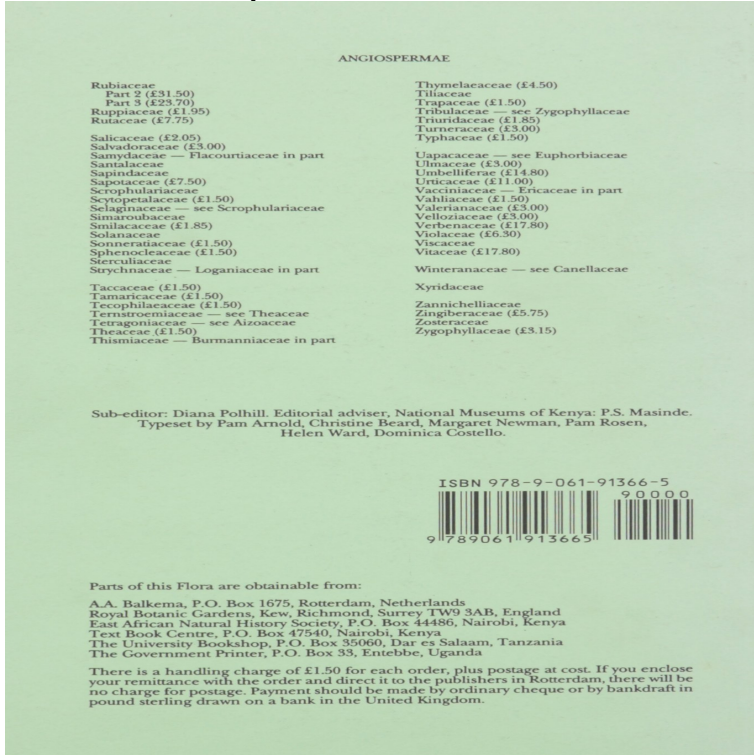 ANGIOSPERMAE
Rubiaceae
Part 2 (£31.50)
Part 3 (£23.70)
Ruppiaceae (£1.95)
Rutaceae (£7.75)
Salicaceae (£2.05)
Salvadoraceae (£3.00)
Samydaceae — Flacourtiaceae in part
Santalaceae
Sapindaceae
Sapotaceae (£7.50)
Scrophulariaceae
Scytopetalaceae (£1.50)
Selaginaceae — see Scrophulariaceae
Simaroubaceae
Smilacaceae (£1.85)
Solanaceae
Sonneratiaceae (£1.50)
Sphenocleaceae (£1.50)
Sterculiaceae
Strychnaceae — Loganiaceae in part
Taccaceae (£1.50)
Tamaricaceae (£1.50)
Tecophilaeaceae (£1.50)
Ternstroemiaceae — see Theaceae
Tetragoniaceae — see Aizoaceae
Theaceae (£1.50)
Thismiaceae — Burmanniaceae in part
Thymelaeaceae (£4.50)
Tiliaceae
Trapaceae (£1.50)
Tribulaceae — see Zygophyllaceae
Triuridaceae (£1.85)
Turneraceae (£3.00)
Typhaceae (£1.50)
Uapacaceae — see Euphorbiaceae
Ulmaceae (£3.00)
Umbelliferae (£14.80)
Urticaceae (£11.00)
Vacciniaceae — Ericaceae in part
Vahliaceae (£1.50)
Valerianaceae (£3.00)
Velloziaceae (£3.00)
Verbenaceae (£17.80)
Violaceae (£6.30)
Viscaceae
Vitaceae (£17.80)
Winteranaceae — see Canellaceae
Xyridaceae
Zannichelliaceae
Zingiberaceae (£5.75)
Zosteraceae
Zygophyllaceae (£3.15)
Sub-editor: Diana Polhill. Editorial adviser, National Museums of Kenya: P.S. Masinde.
Typeset by Pam Arnold, Christine Beard, Margaret Newman, Pam Rosen,
Helen Ward, Dominica Costello.
ISBN 978-9-061-91366-5
90000
9 789061 913665
Parts of this Flora are obtainable from:
A.A. Balkema, P.O. Box 1675, Rotterdam, Netherlands
Royal Botanic Gardens, Kew, Richmond, Surrey TW9 3AB, England
East African Natural History Society, P.O. Box 44486, Nairobi, Kenya
Text Book Centre, P.O. Box 47540, Nairobi, Kenya
The University Bookshop, P.O. Box 35060, Dar es Salaam, Tanzania
The Government Printer, P.O. Box 33, Entebbe, Uganda
There is a handling charge of £1.50 for each order, plus postage at cost. If you enclose
your remittance with the order and direct it to the publishers in Rotterdam, there will be
no charge for postage. Payment should be made by ordinary cheque or by bankdraft in
pound sterling drawn on a bank in the United Kingdom.